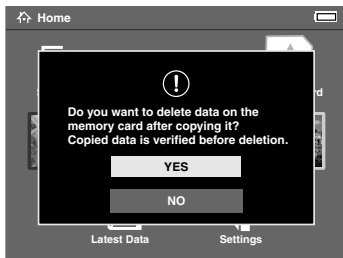 Home
Do you want to delete data on the
memory card after copying it?
Copied data is verified before deletion.
YES
NO
Latest Data
Settings